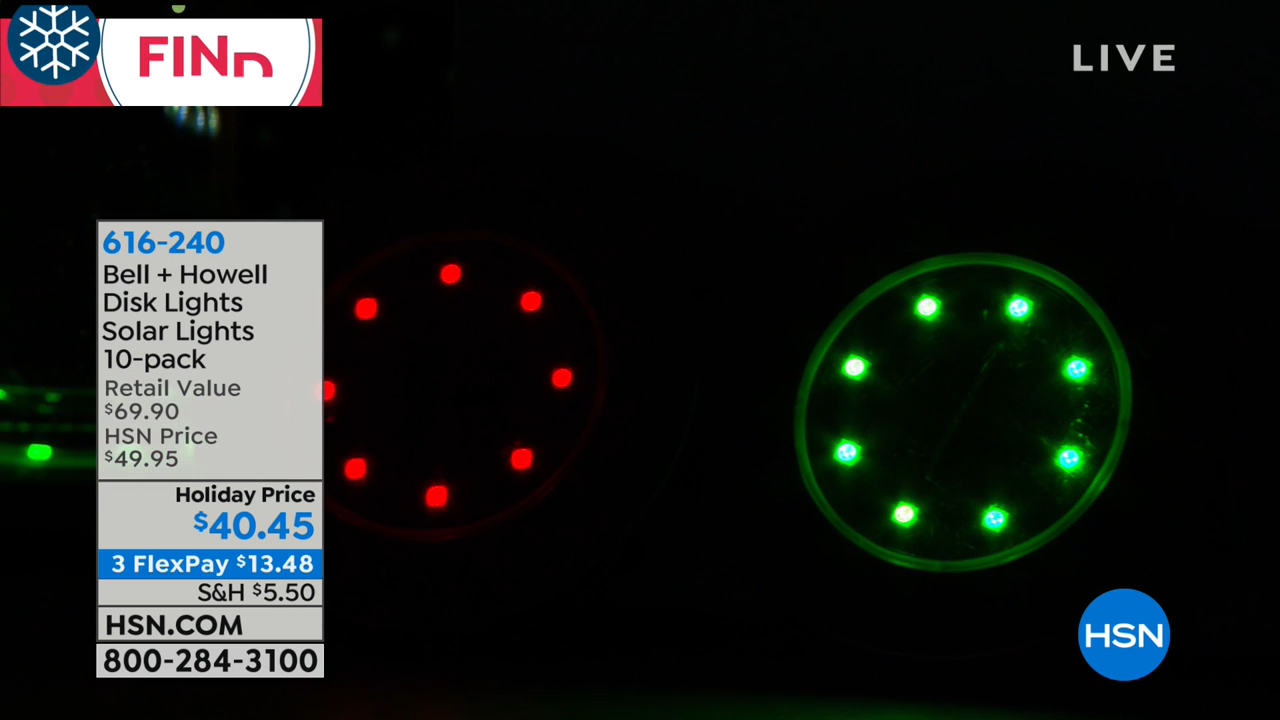 LIVE
616-240
Bell + Howell
Disk Lights
Solar Lights
10-pack
Retail Value
$69.90
HSN Price
$49.95
Holiday Price
$40.45
3 FlexPay $13.48
S&H $5.50
HSN.COM
800-284-3100
HSN